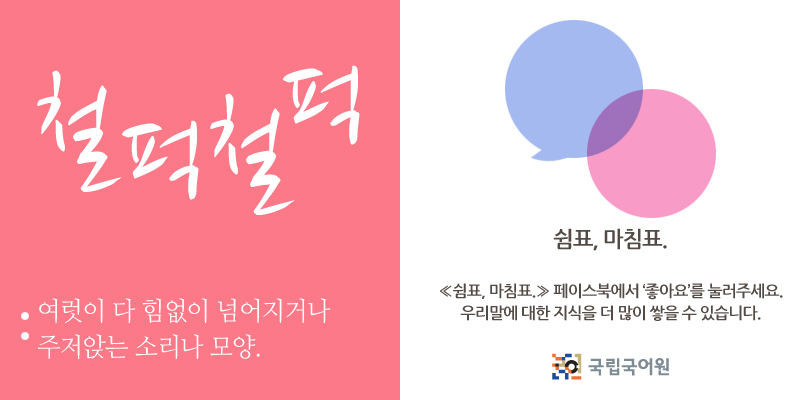 철퍽철퍽
: 여럿이 다 힘없이 넘어지거나
주저앉는 소리나 모양.
쉼표, 마침표.
≪쉼표, 마침표.≫ 페이스북에서 ‘좋아요’를 눌러주세요.
우리말에 대한 지식을 더 많이 쌓을 수 있습니다.
국립국어원